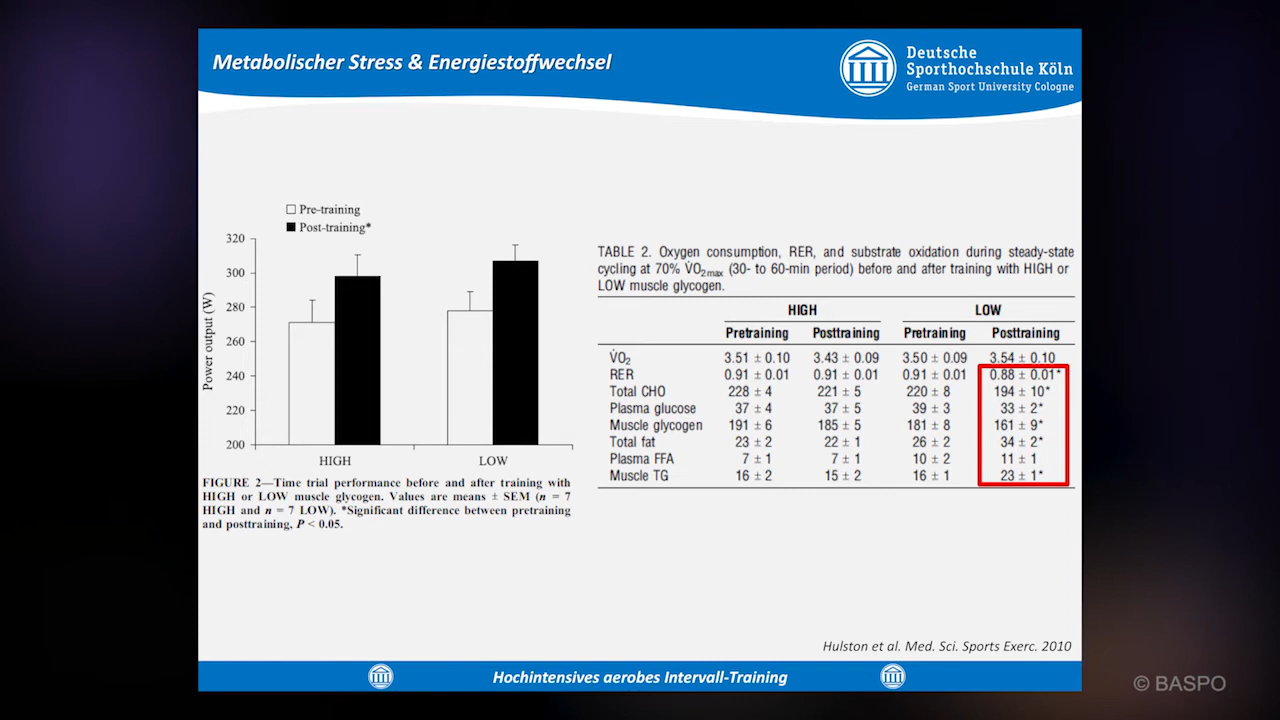 Metabolischer Stress & Energiestoffwechsel
Deutsche
Sporthochschule Köln
German Sport University Cologne
Pre-training
Post-training*
320
300
280
260
240
220
200
Power output (W)
HIGH LOW
FIGURE 2—Time trial performance before and after training with
HIGH or LOW muscle glycogen. Values are means ± SEM (n = 7
HIGH and n = 7 LOW). *Significant difference between pretraining
and posttraining, P < 0.05.
TABLE 2. Oxygen consumption, RER, and substrate oxidation during steady-state
cycling at 70% V̇O2max (30- to 60-min period) before and after training with HIGH or
LOW muscle glycogen.
HIGH LOW
Pretraining Posttraining Pretraining Posttraining
V̇O2 3.51 ± 0.10 3.43 ± 0.09 3.50 ± 0.09 3.54 ± 0.10
RER 0.91 ± 0.01 0.91 ± 0.01 0.91 ± 0.01 0.88 ± 0.01*
Total CHO 228 ± 4 221 ± 5 220 ± 8 194 ± 10*
Plasma glucose 37 ± 4 37 ± 5 39 ± 3 33 ± 2*
Muscle glycogen 191 ± 6 185 ± 5 181 ± 8 161 ± 9*
Total fat 23 ± 2 22 ± 1 26 ± 2 34 ± 2*
Plasma FFA 7 ± 1 7 ± 1 10 ± 2 11 ± 1
Muscle TG 16 ± 2 15 ± 2 16 ± 1 23 ± 1*
Hulston et al. Med. Sci. Sports Exerc. 2010
Hochintensives aerobes Intervall-Training
© BASPO